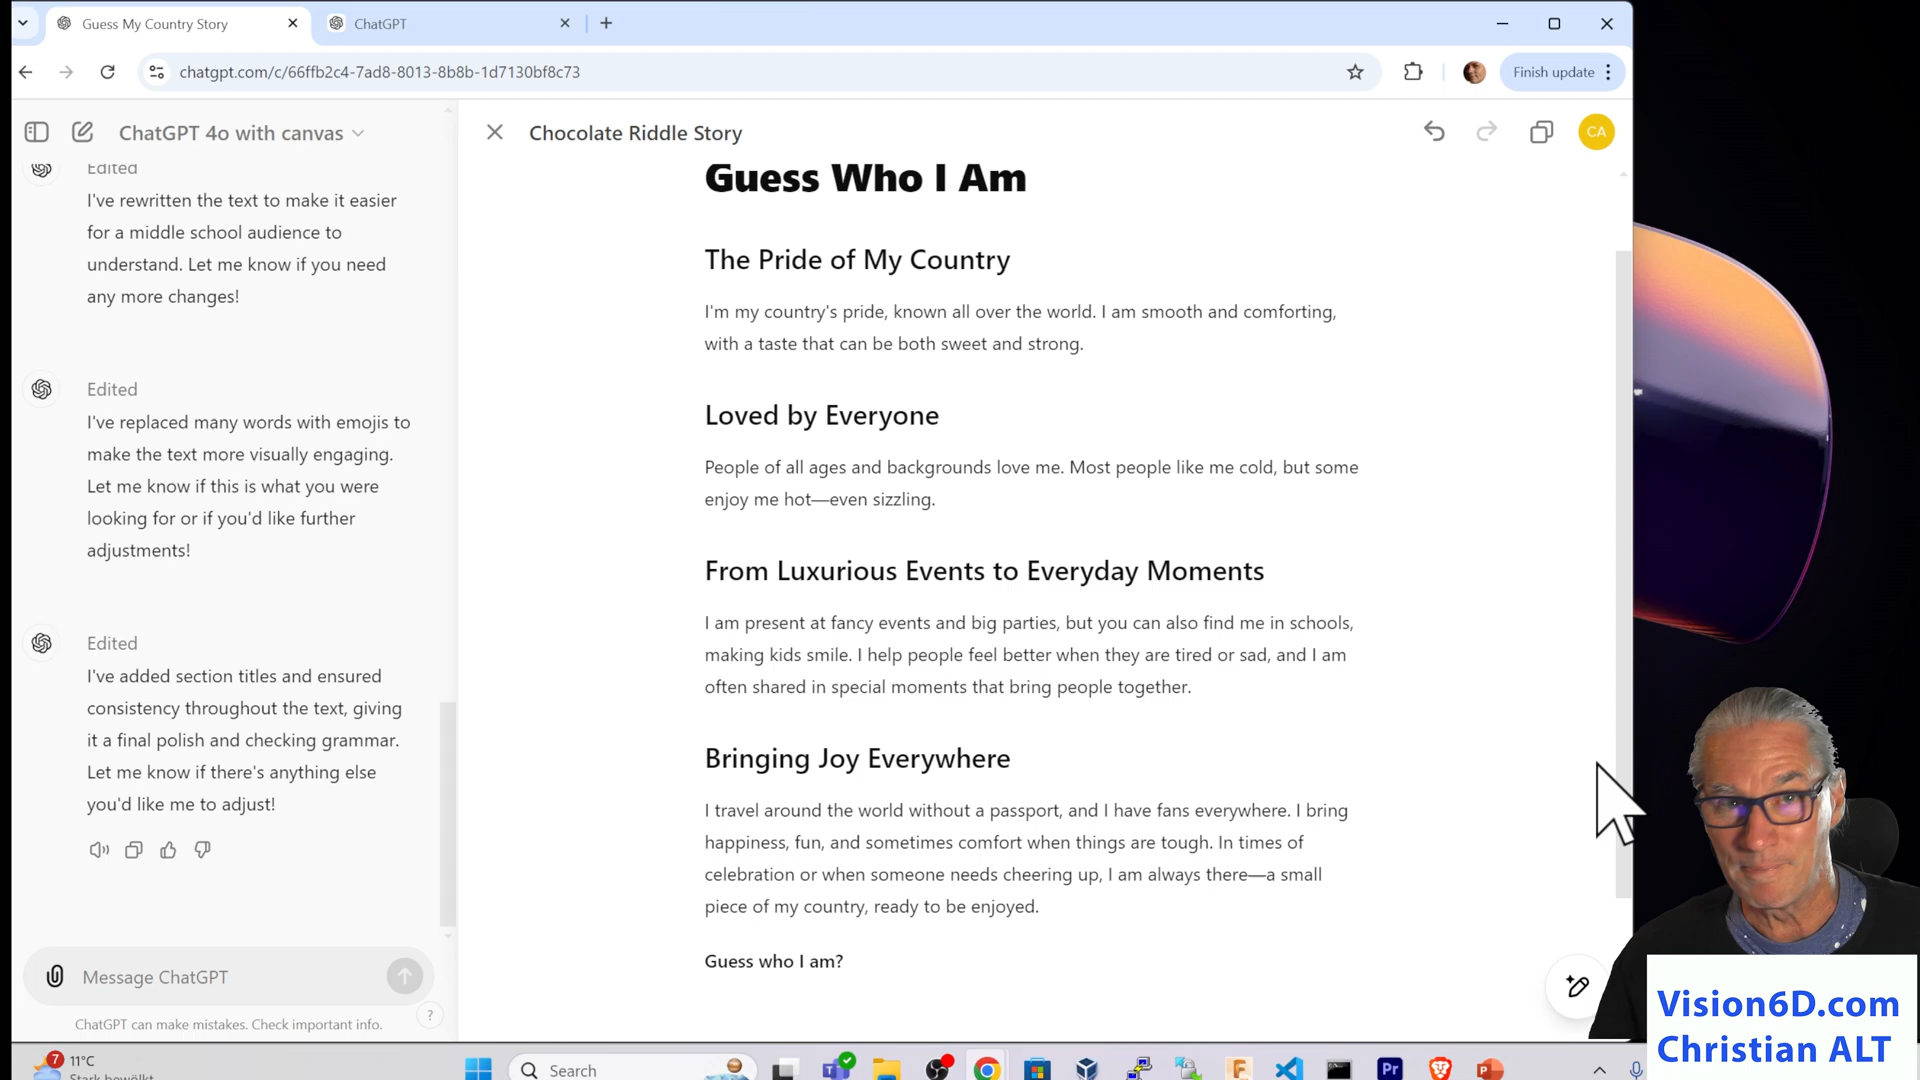 Guess My Country Story
ChatGPT
chatgpt.com/c/66ffb2c4-7ad8-8013-8b8b-1d7130bf8c73
Finish update
ChatGPT 4o with canvas
Edited
I've rewritten the text to make it easier
for a middle school audience to
understand. Let me know if you need
any more changes!
Edited
I've replaced many words with emojis to
make the text more visually engaging.
Let me know if this is what you were
looking for or if you'd like further
adjustments!
Edited
I've added section titles and ensured
consistency throughout the text, giving
it a final polish and checking grammar.
Let me know if there's anything else
you'd like me to adjust!
Message ChatGPT
ChatGPT can make mistakes. Check important info.
?
Chocolate Riddle Story
CA
Guess Who I Am
The Pride of My Country
I'm my country's pride, known all over the world. I am smooth and comforting,
with a taste that can be both sweet and strong.
Loved by Everyone
People of all ages and backgrounds love me. Most people like me cold, but some
enjoy me hot—even sizzling.
From Luxurious Events to Everyday Moments
I am present at fancy events and big parties, but you can also find me in schools,
making kids smile. I help people feel better when they are tired or sad, and I am
often shared in special moments that bring people together.
Bringing Joy Everywhere
I travel around the world without a passport, and I have fans everywhere. I bring
happiness, fun, and sometimes comfort when things are tough. In times of
celebration or when someone needs cheering up, I am always there—a small
piece of my country, ready to be enjoyed.
Guess who I am?
Vision6D.com
Christian ALT
7
11°C
Stark bewölkt
Search
Pr